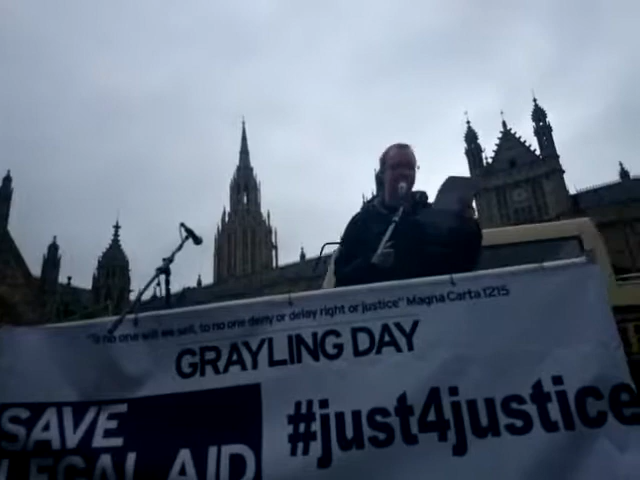 "To no one will we sell, to no one deny or delay right or justice" Magna Carta 1215
GRAYLING DAY
SAVE
LEGAL AID
#just4justice